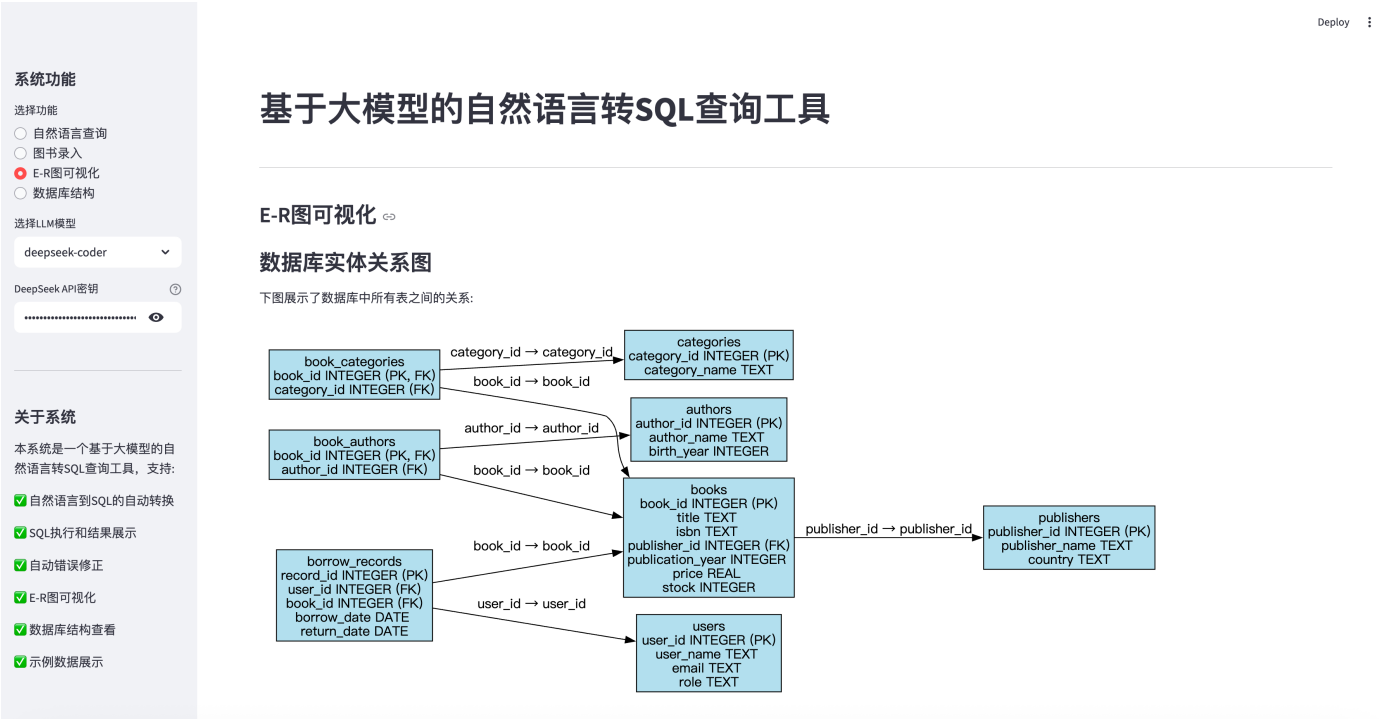 Deploy
系统功能
选择功能
自然语言查询
图书录入
E-R图可视化
数据库结构
选择LLM模型
deepseek-coder
DeepSeek API密钥
关于系统
本系统是一个基于大模型的自
然语言转SQL查询工具，支持:
✅自然语言到SQL的自动转换
✅SQL执行和结果展示
✅自动错误修正
✅E-R图可视化
✅数据库结构查看
✅示例数据展示
基于大模型的自然语言转SQL查询工具
E-R图可视化
数据库实体关系图
下图展示了数据库中所有表之间的关系:
book_categories
book_id INTEGER (PK, FK)
category_id INTEGER (FK)
category_id → category_id
book_id → book_id
categories
category_id INTEGER (PK)
category_name TEXT
book_authors
book_id INTEGER (PK, FK)
author_id INTEGER (FK)
author_id → author_id
book_id → book_id
authors
author_id INTEGER (PK)
author_name TEXT
birth_year INTEGER
books
book_id INTEGER (PK)
title TEXT
isbn TEXT
publisher_id INTEGER (FK)
publication_year INTEGER
price REAL
stock INTEGER
publisher_id → publisher_id
publishers
publisher_id INTEGER (PK)
publisher_name TEXT
country TEXT
borrow_records
record_id INTEGER (PK)
user_id INTEGER (FK)
book_id INTEGER (FK)
borrow_date DATE
return_date DATE
book_id → book_id
user_id → user_id
users
user_id INTEGER (PK)
user_name TEXT
email TEXT
role TEXT